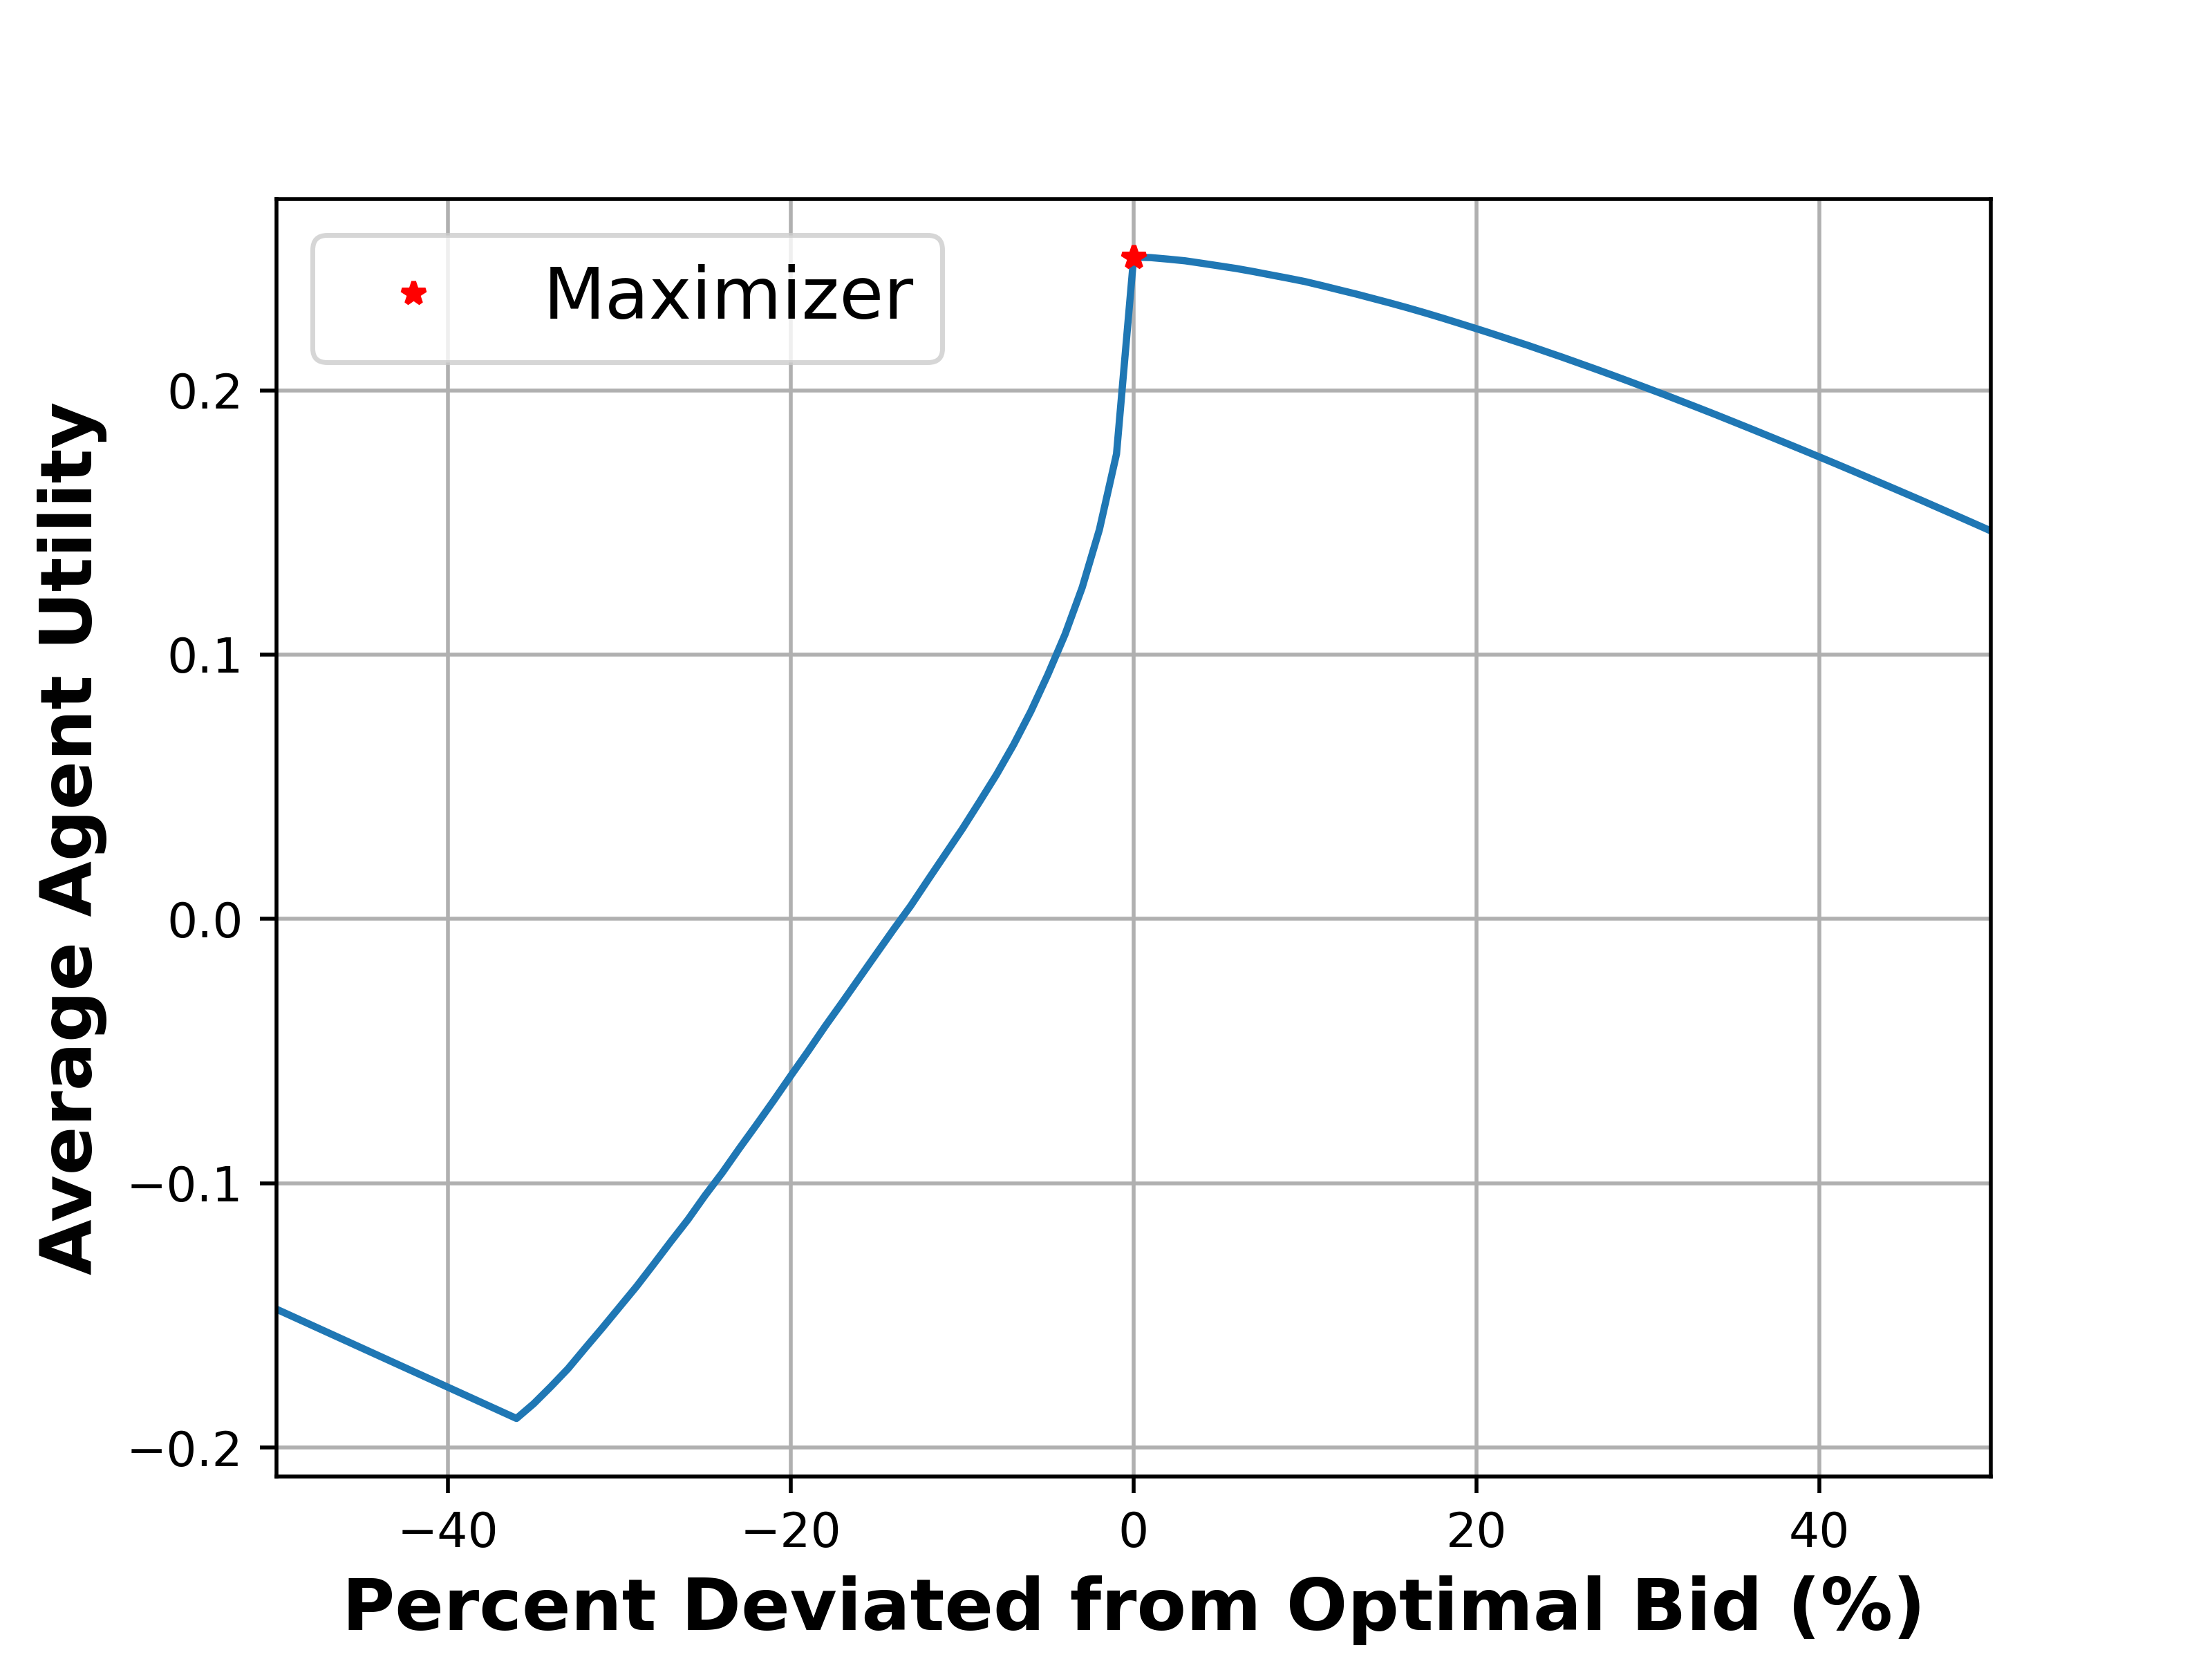 Maximizer
Average Agent Utility
0.2
0.1
0.0
−0.1
−0.2
−40 −20 0 20 40
Percent Deviated from Optimal Bid (%)